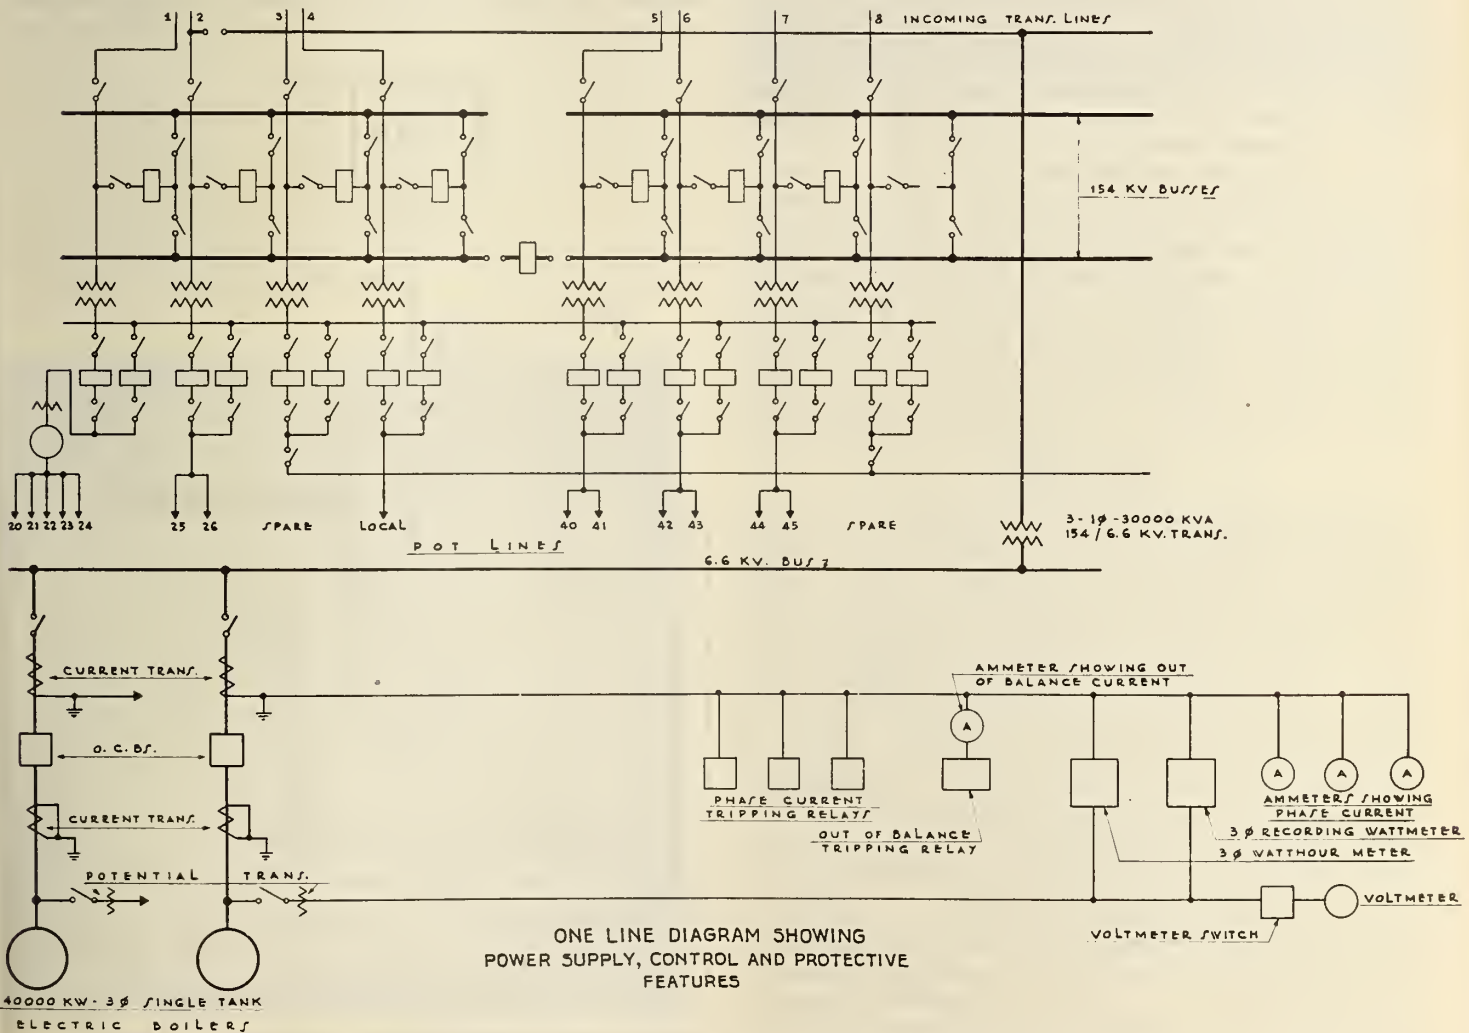 1 2 3 4 5 6 7 8 INCOMING TRANS. LINES
154 KV BUSSES
20 21 22 23 24 25 26 SPARE LOCAL 40 41 42 43 44 45 SPARE
POT LINES
3-1ø-30000 KVA
154/6.6 KV. TRANS.
6.6 KV. BUS 7
CURRENT TRANS.
AMMETER SHOWING OUT
OF BALANCE CURRENT
A
O. C. BS.
A A A
PHASE CURRENT
TRIPPING RELAYS
AMMETERS SHOWING
PHASE CURRENT
CURRENT TRANS.
OUT OF BALANCE
TRIPPING RELAY
3ø RECORDING WATTMETER
3ø WATTHOUR METER
POTENTIAL TRANS.
VOLTMETER
VOLTMETER SWITCH
ONE LINE DIAGRAM SHOWING
POWER SUPPLY, CONTROL AND PROTECTIVE
FEATURES
40000 KW-3ø SINGLE TANK
ELECTRIC BOILERS